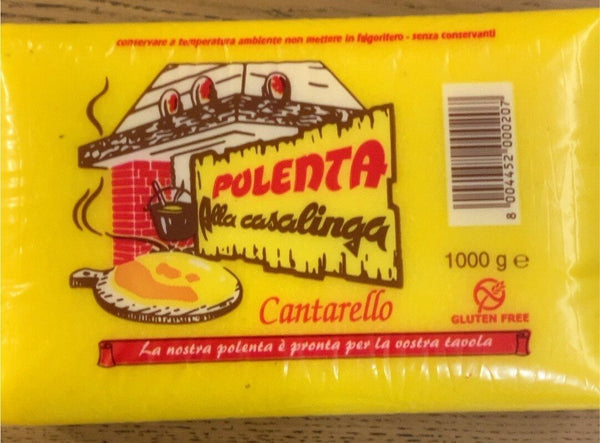 conservare a temperatura ambiente non mettere in frigorifero - senza conservanti
POLENTA
Alla casalinga
8 004452 000207
1000 g e
Cantarello
GLUTEN FREE
La nostra polenta è pronta per la vostra tavola